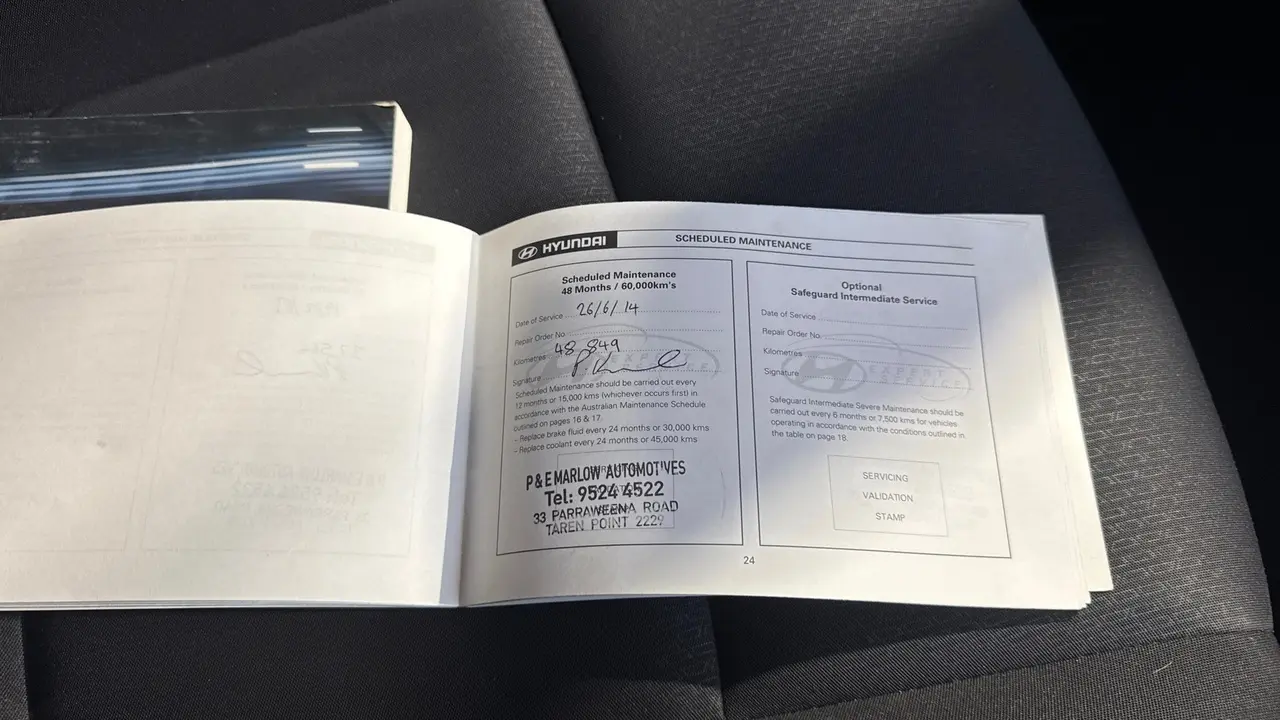 HYUNDAI
SCHEDULED MAINTENANCE
Scheduled Maintenance
48 Months / 60,000km's
Date of Service 26/6/14
Repair Order No.
Kilometres 48 849
Signature
EXPERT
SERVICE
Scheduled Maintenance should be carried out every
12 months or 15,000 kms (whichever occurs first) in
accordance with the Australian Maintenance Schedule
outlined on pages 16 & 17.
– Replace brake fluid every 24 months or 30,000 kms
– Replace coolant every 24 months or 45,000 kms
P & E MARLOW AUTOMOTIVES
Tel: 9524 4522
33 PARRAWEENA ROAD
TAREN POINT 2229
Optional
Safeguard Intermediate Service
Date of Service
Repair Order No.
Kilometres
Signature
EXPERT
SERVICE
Safeguard Intermediate Severe Maintenance should be
carried out every 6 months or 7,500 kms for vehicles
operating in accordance with the conditions outlined in
the table on page 18.
SERVICING
VALIDATION
STAMP
24